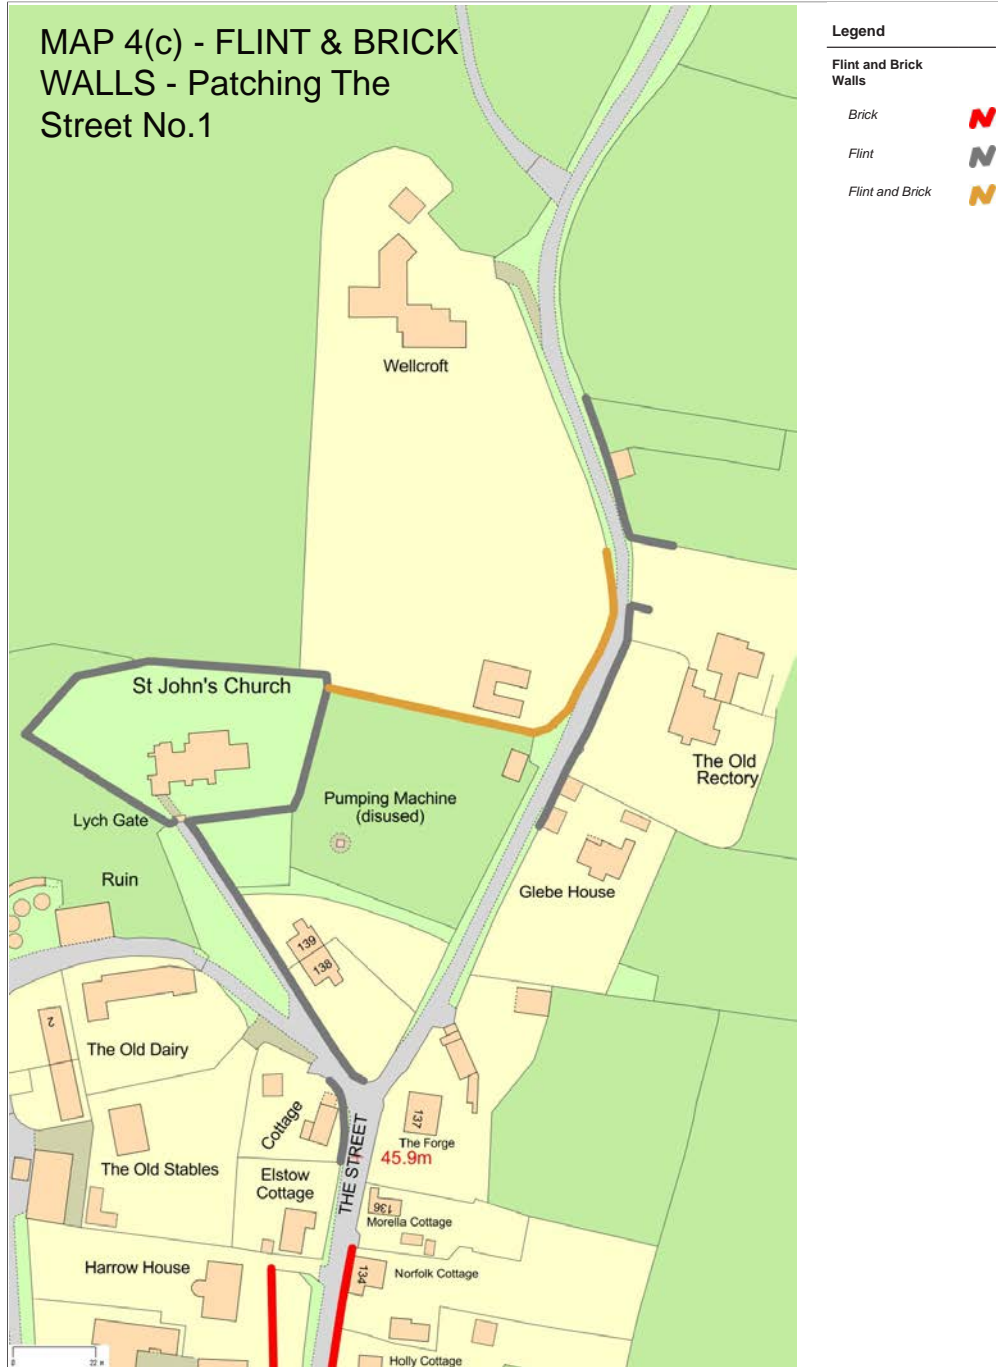 MAP 4(c) - FLINT & BRICK
WALLS - Patching The
Street No.1
Legend
Flint and Brick
Walls
Brick
Flint
Flint and Brick
Wellcroft
St John's Church
The Old
Rectory
Pumping Machine
(disused)
Lych Gate
Ruin
Glebe House
139
138
2
The Old Dairy
Cottage
137
The Forge
THE STREET
45.9m
The Old Stables
Elstow
Cottage
136
Morella Cottage
Harrow House
134
Norfolk Cottage
Holly Cottage
0
22 m